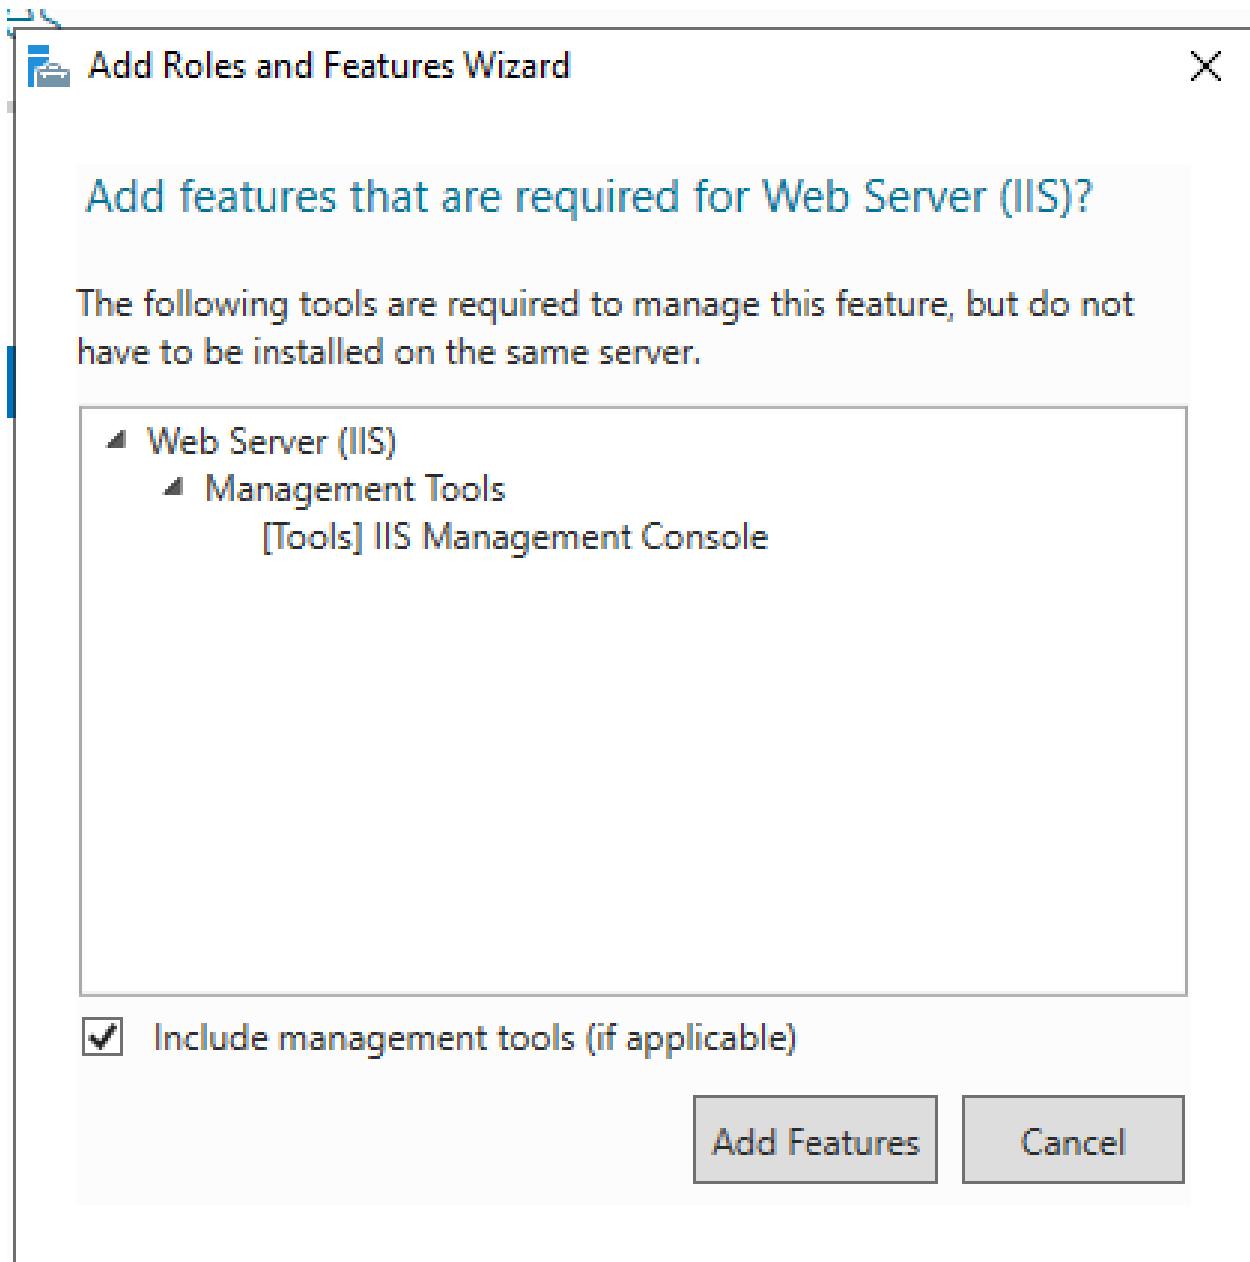 Add Roles and Features Wizard
Add features that are required for Web Server (IIS)?
The following tools are required to manage this feature, but do not
have to be installed on the same server.
Web Server (IIS)
Management Tools
[Tools] IIS Management Console
Include management tools (if applicable)
Add Features
Cancel